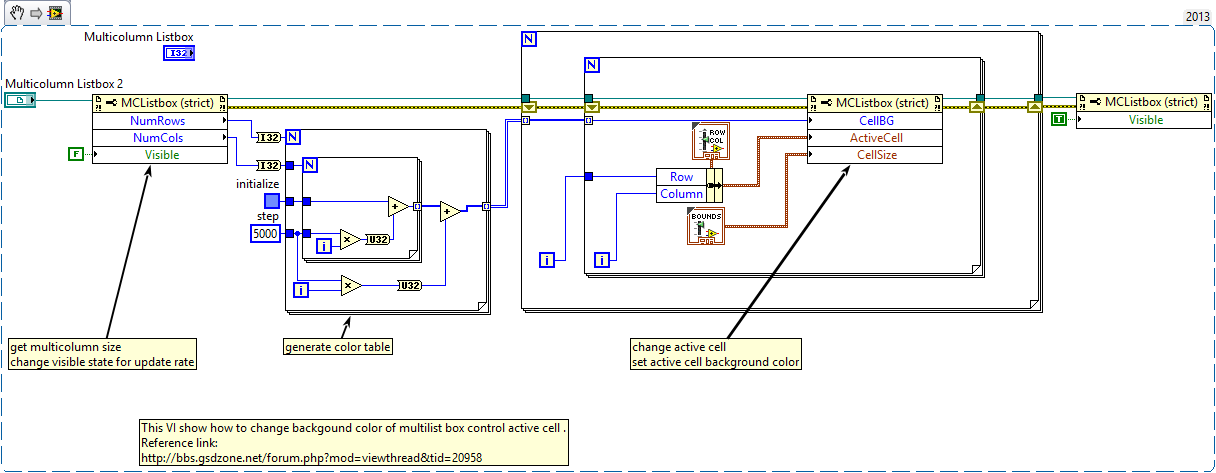 2013
Multicolumn Listbox
I32
Multicolumn Listbox 2
MCListbox (strict)
NumRows
NumCols
Visible
F
I32
I32
initialize
step
5000
N
N
i
U32
i
U32
N
N
ROW
COL
Row
Column
BOUNDS
i
i
MCListbox (strict)
CellBG
ActiveCell
CellSize
MCListbox (strict)
T
Visible
get multicolumn size
change visible state for update rate
generate color table
change active cell
set active cell background color
This VI show how to change backgound color of multilist box control active cell .
Reference link:
http://bbs.gsdzone.net/forum.php?mod=viewthread&tid=20958